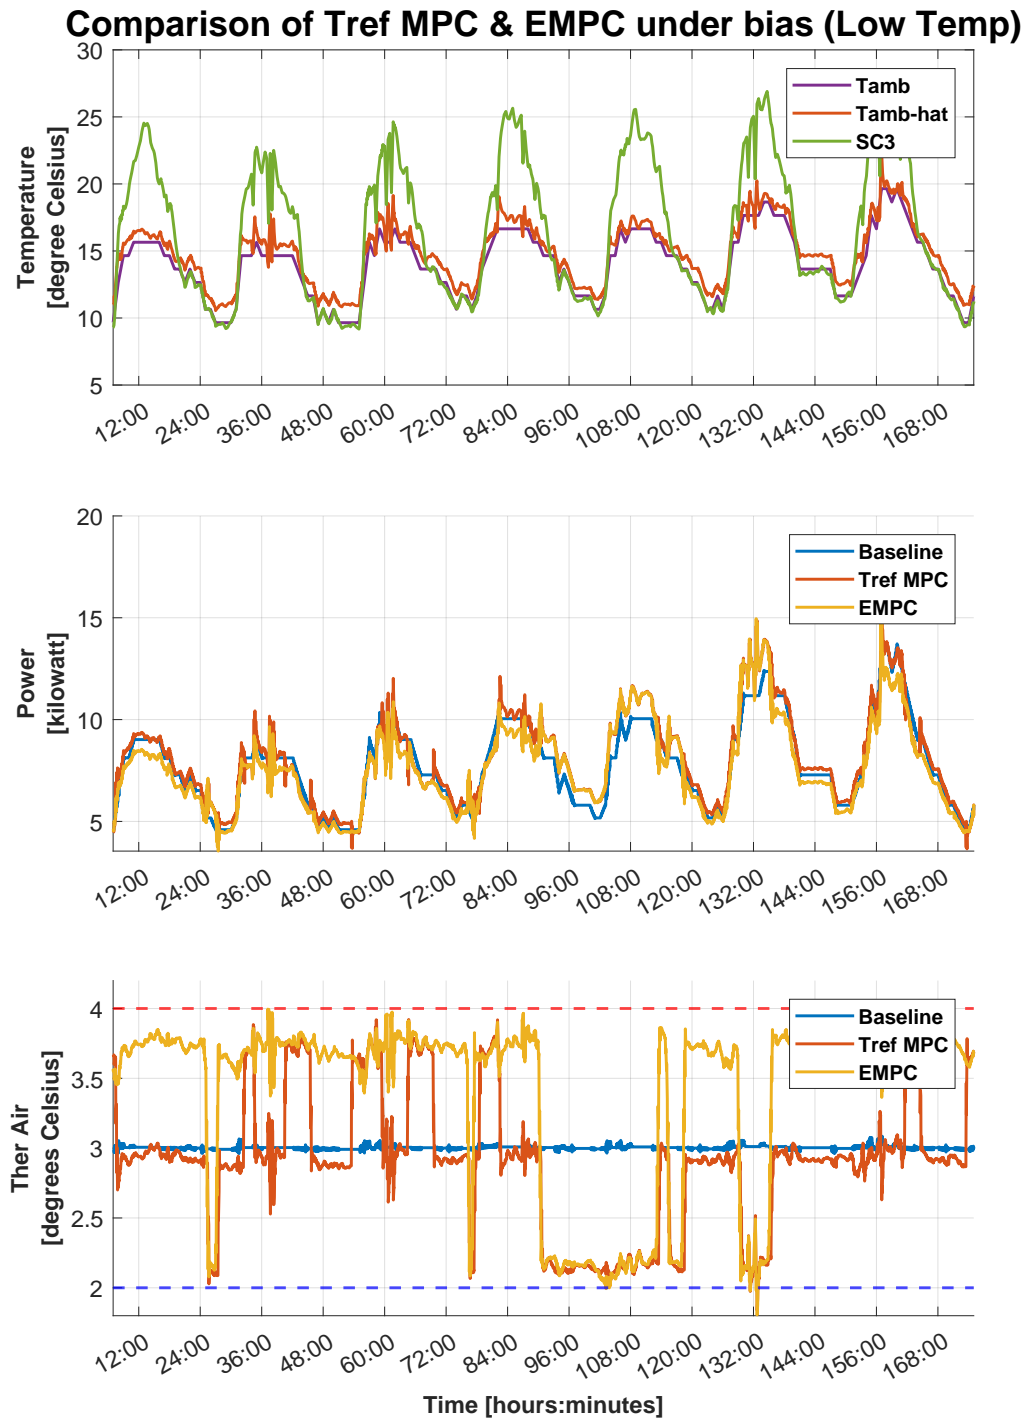 Comparison of Tref MPC & EMPC under bias (Low Temp)
30
25
20
15
10
5
Temperature
[degree Celsius]
Tamb
Tamb-hat
SC3
12:00 24:00 36:00 48:00 60:00 72:00 84:00 96:00 108:00 120:00 132:00 144:00 156:00 168:00
20
15
10
5
Power
[kilowatt]
Baseline
Tref MPC
EMPC
12:00 24:00 36:00 48:00 60:00 72:00 84:00 96:00 108:00 120:00 132:00 144:00 156:00 168:00
4
3.5
3
2.5
2
Ther Air
[degrees Celsius]
Baseline
Tref MPC
EMPC
12:00 24:00 36:00 48:00 60:00 72:00 84:00 96:00 108:00 120:00 132:00 144:00 156:00 168:00
Time [hours:minutes]